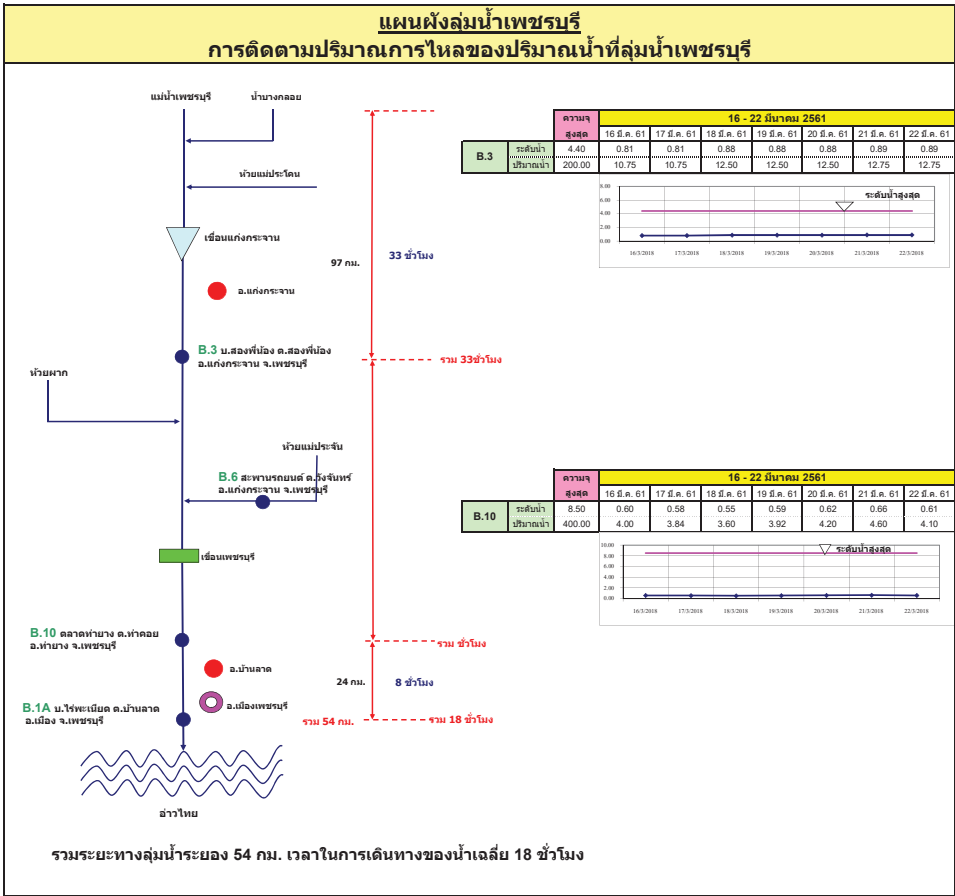 แผนผังลุ่มน้ำเพชรบุรี
การติดตามปริมาณการไหลของปริมาณน้ำที่ลุ่มน้ำเพชรบุรี
แม่น้ำเพชรบุรี
น้ำบางกลอย
ห้วยแม่ประโดน
เขื่อนแก่งกระจาน
97 กม.
33 ชั่วโมง
อ.แก่งกระจาน
B.3 บ.สองพี่น้อง ต.สองพี่น้อง
อ.แก่งกระจาน จ.เพชรบุรี
รวม 33ชั่วโมง
ห้วยผาก
ห้วยแม่ประจัน
B.6 สะพานรถยนต์ ต.วังจันทร์
อ.แก่งกระจาน จ.เพชรบุรี
เขื่อนเพชรบุรี
B.10 ตลาดท่ายาง ต.ท่าคอย
อ.ท่ายาง จ.เพชรบุรี
รวม ชั่วโมง
อ.บ้านลาด
24 กม.
8 ชั่วโมง
อ.เมืองเพชรบุรี
B.1A บ.ไร่พะเนียด ต.บ้านลาด
อ.เมือง จ.เพชรบุรี
รวม 54 กม.
รวม 18 ชั่วโมง
อ่าวไทย
รวมระยะทางลุ่มน้ำระยอง 54 กม. เวลาในการเดินทางของน้ำเฉลี่ย 18 ชั่วโมง
ความจุ 16 - 22 มีนาคม 2561
สูงสุด 16 มี.ค. 61 17 มี.ค. 61 18 มี.ค. 61 19 มี.ค. 61 20 มี.ค. 61 21 มี.ค. 61 22 มี.ค. 61
B.3
ระดับน้ำ 4.40 0.81 0.81 0.88 0.88 0.88 0.89 0.89
ปริมาณน้ำ 200.00 10.75 10.75 12.50 12.50 12.50 12.75 12.75
ระดับน้ำสูงสุด
8.00
6.00
4.00
2.00
0.00
16/3/2018 17/3/2018 18/3/2018 19/3/2018 20/3/2018 21/3/2018 22/3/2018
ความจุ 16 - 22 มีนาคม 2561
สูงสุด 16 มี.ค. 61 17 มี.ค. 61 18 มี.ค. 61 19 มี.ค. 61 20 มี.ค. 61 21 มี.ค. 61 22 มี.ค. 61
B.10
ระดับน้ำ 8.50 0.60 0.58 0.55 0.59 0.62 0.66 0.61
ปริมาณน้ำ 400.00 4.00 3.84 3.60 3.92 4.20 4.60 4.10
ระดับน้ำสูงสุด
10.00
8.00
6.00
4.00
2.00
0.00
16/3/2018 17/3/2018 18/3/2018 19/3/2018 20/3/2018 21/3/2018 22/3/2018